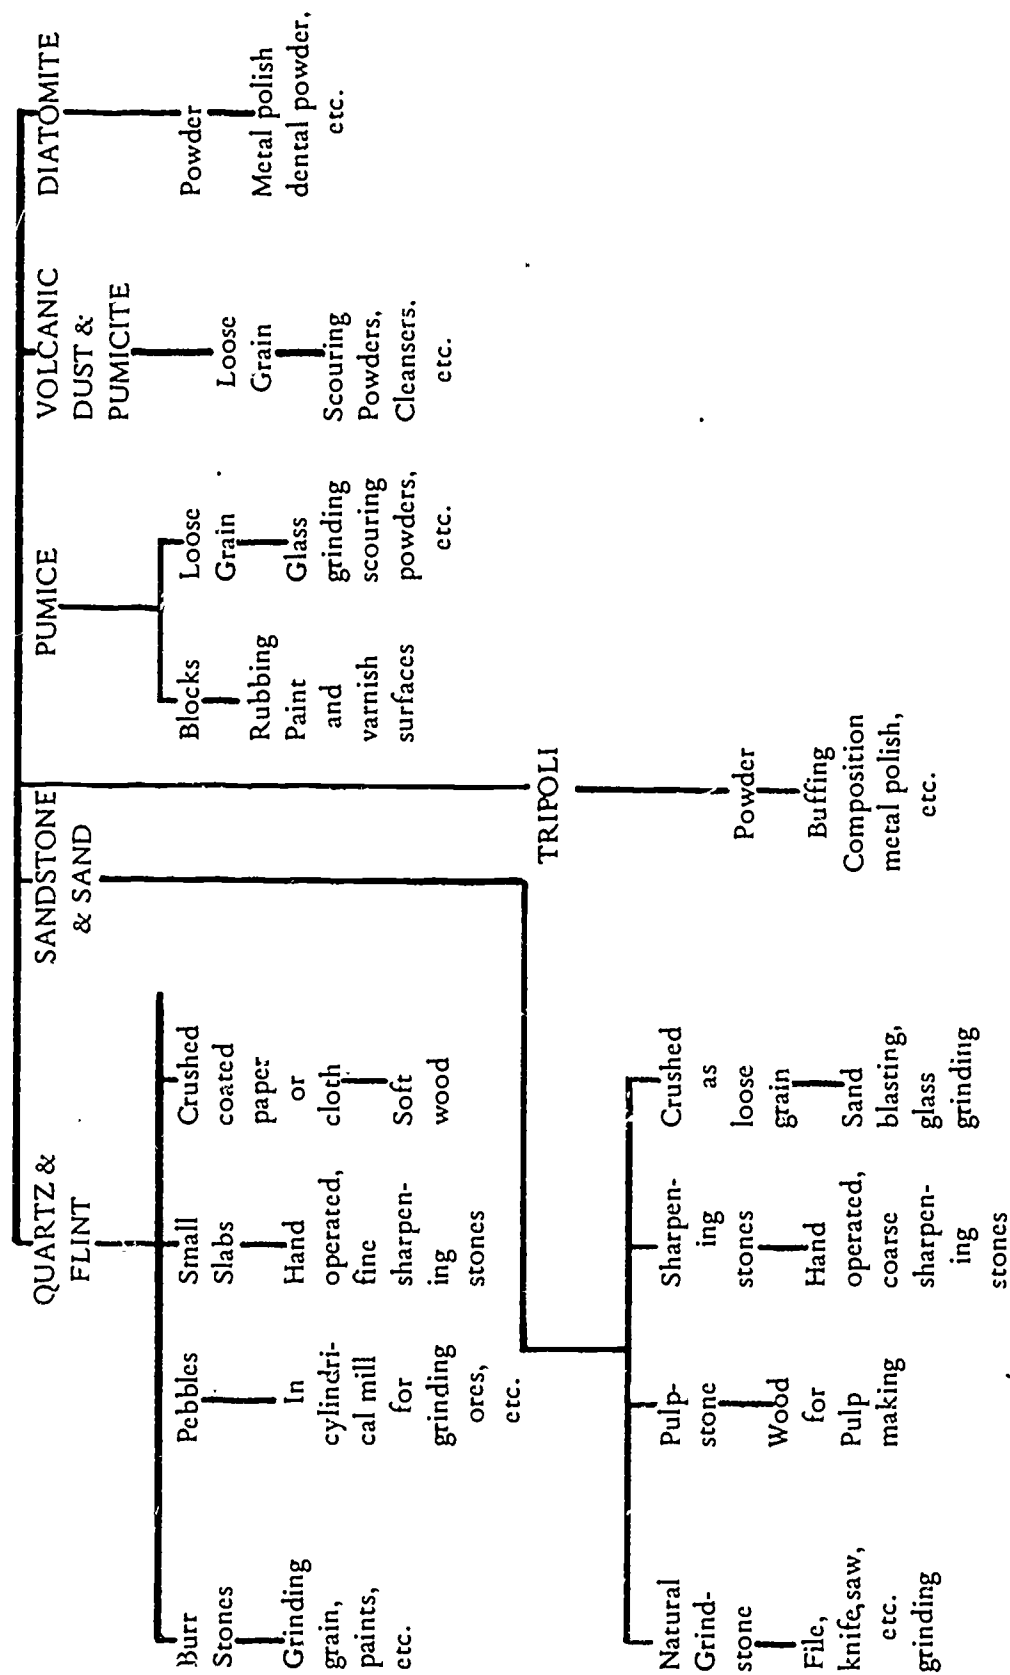 QUARTZ &
FLINT
Burr
Stones
Grinding
grain,
paints,
etc.
Pebbles
In
cylindri-
cal mill
for
grinding
ores,
etc.
Small
Slabs
Hand
operated,
fine
sharpen-
ing
stones
Crushed
coated
paper
or
cloth
Soft
wood
SANDSTONE
& SAND
Natural
Grind-
stone
File,
knife,saw,
etc.
grinding
Pulp-
stone
Wood
for
Pulp
making
Sharpen-
ing
stones
Hand
operated,
coarse
sharpen-
ing
stones
Crushed
as
loose
grain
Sand
blasting,
glass
grinding
TRIPOLI
Powder
Buffing
Composition
metal polish,
etc.
PUMICE
Blocks
Rubbing
Paint
and
varnish
surfaces
Loose
Grain
Glass
grinding
scouring
powders,
etc.
VOLCANIC
DUST &
PUMICITE
Loose
Grain
Scouring
Powders,
Cleansers.
etc.
DIATOMITE
Powder
Metal polish
dental powder,
etc.